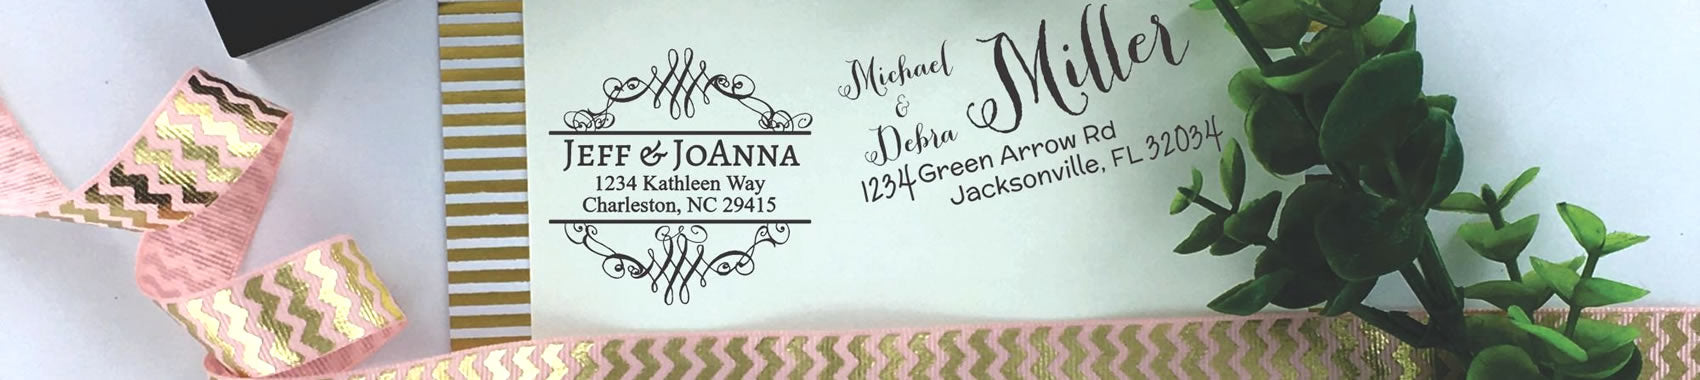 JEFF & JOANNA
1234 Kathleen Way
Charleston, NC 29415
Michael
&
Debra
Miller
1234 Green Arrow Rd
Jacksonville, FL 32034